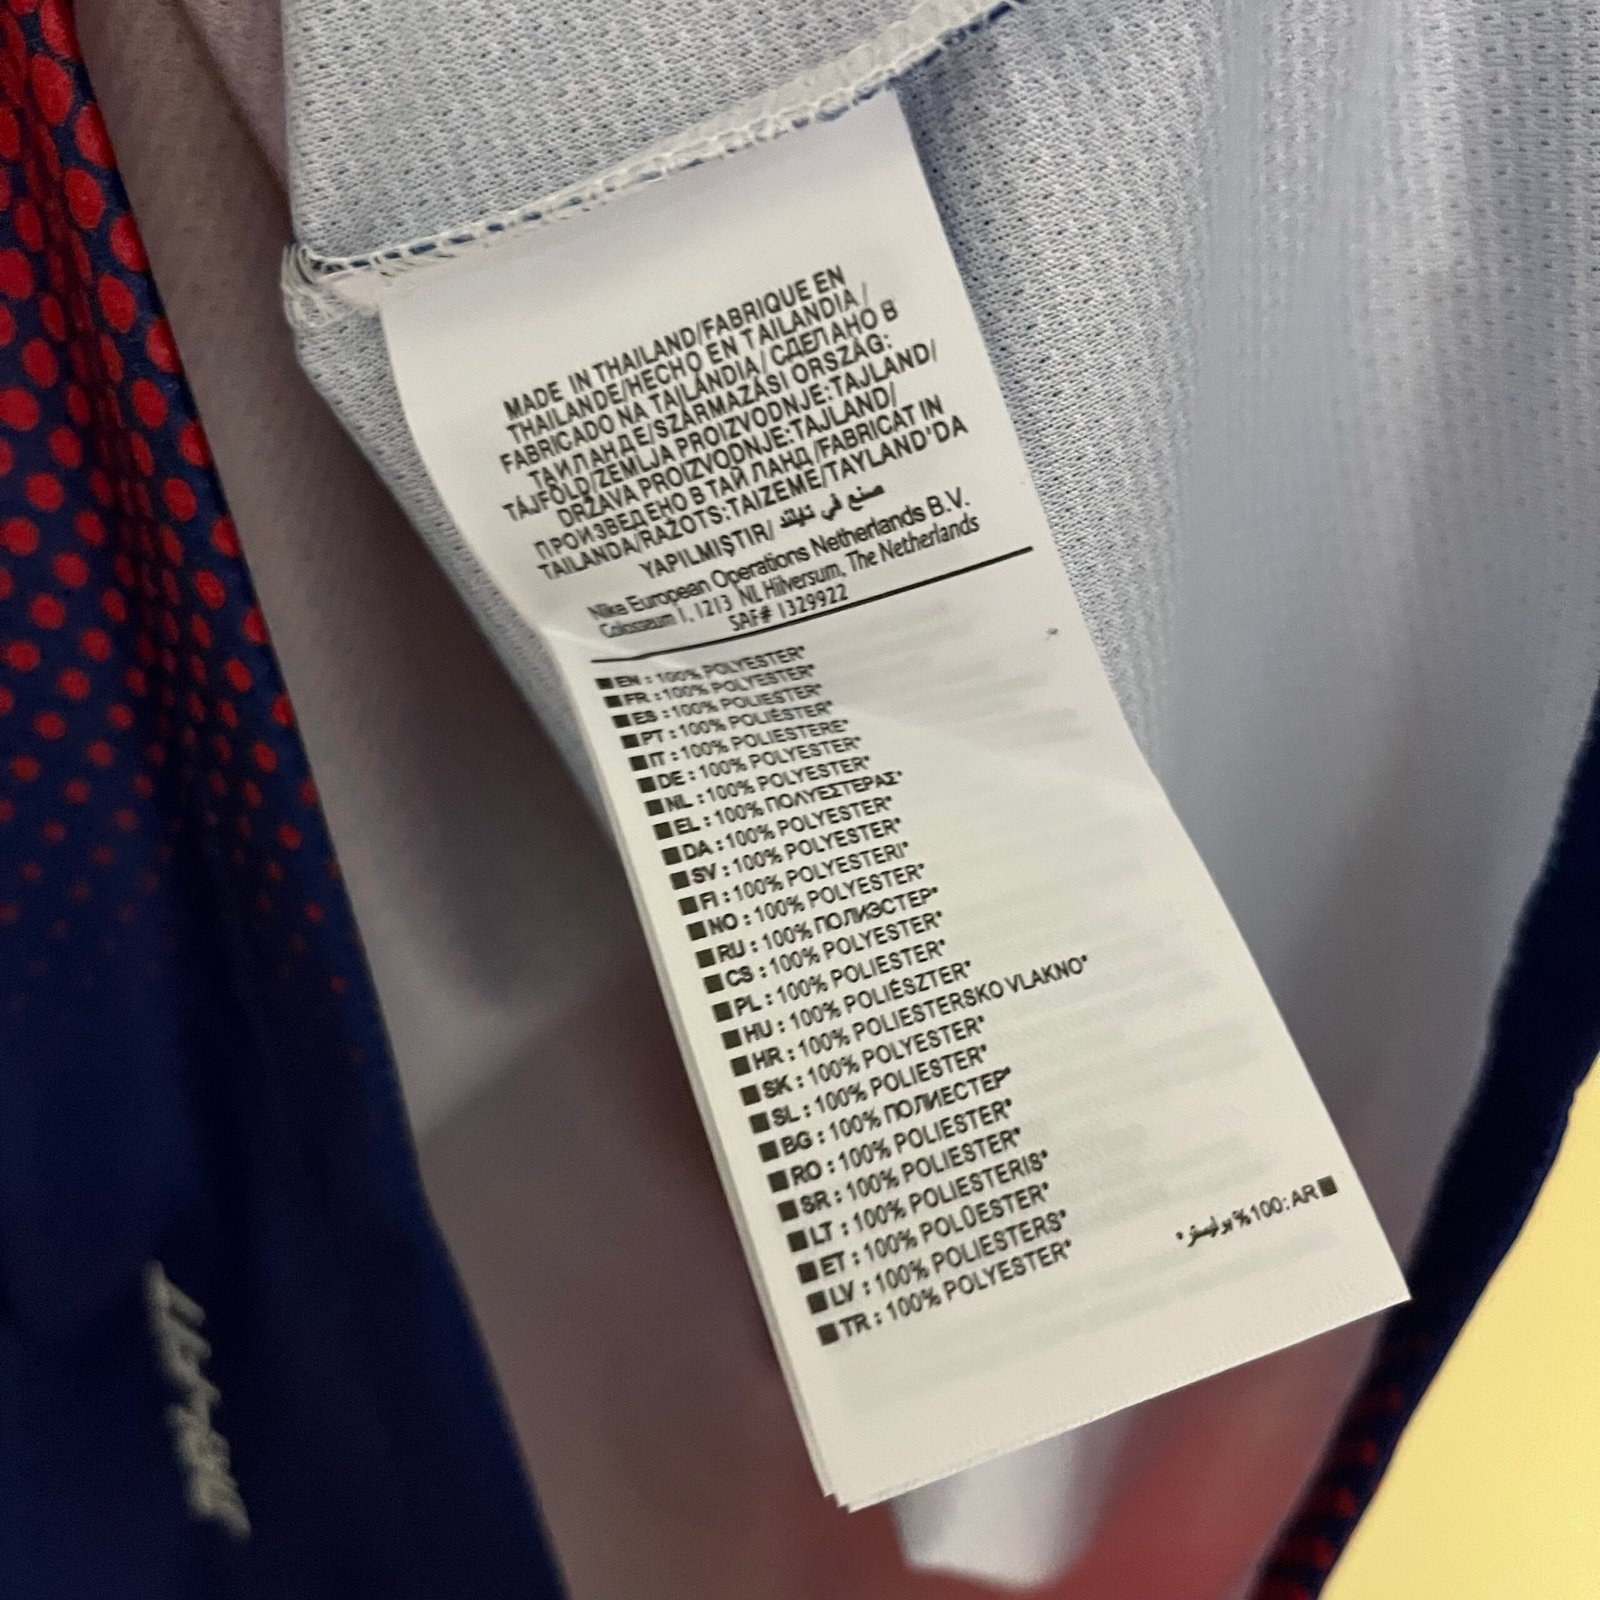 MADE IN THAILAND/FABRIQUE EN
THAILANDE/HECHO EN TAILANDIA /
FABRICADO NA TAILÂNDIA/ СДЕЛАНО В
ТАИЛАНДЕ/SZÁRMAZÁSI ORSZÁG:
TÁJFÖLD/ZEMLJA PROIZVODNJE:TAJLAND/
DRŽAVA PROIZVODNJE:TAJLAND/
ПРОИЗВЕДЕНО В ТАЙЛАНД/FABRICAT IN
TAILANDA/RAŽOTS:TAIZEME/TAYLAND'DA
YAPILMIŞTIR/ صنع في تايلاند
Nike European Operations Netherlands B.V.
Colosseum 1, 1213 NL Hilversum, The Netherlands
SAF# 1329922
■EN : 100% POLYESTER*
■FR : 100% POLYESTER*
■ES : 100% POLIESTER*
■PT : 100% POLIÉSTER*
■IT : 100% POLIESTERE*
■DE : 100% POLYESTER*
■NL : 100% POLYESTER*
■EL : 100% ΠΟΛΥΕΣΤΕΡΑΣ*
■DA : 100% POLYESTER*
■SV : 100% POLYESTER*
■FI : 100% POLYESTERI*
■NO : 100% POLYESTER*
■RU : 100% ПОЛИЭСТЕР*
■CS : 100% POLYESTER*
■PL : 100% POLIESTER*
■HU : 100% POLIÉSZTER*
■HR : 100% POLIESTERSKO VLAKNO*
■SK : 100% POLYESTER*
■SL : 100% POLIESTER*
■BG : 100% ПОЛИЕСТЕР*
■RO : 100% POLIESTER*
■SR : 100% POLIESTER*
■LT : 100% POLIESTERIS*
■ET : 100% POLÜESTER*
■LV : 100% POLIESTERS*
■TR : 100% POLYESTER*
■AR :100% بوليستر*